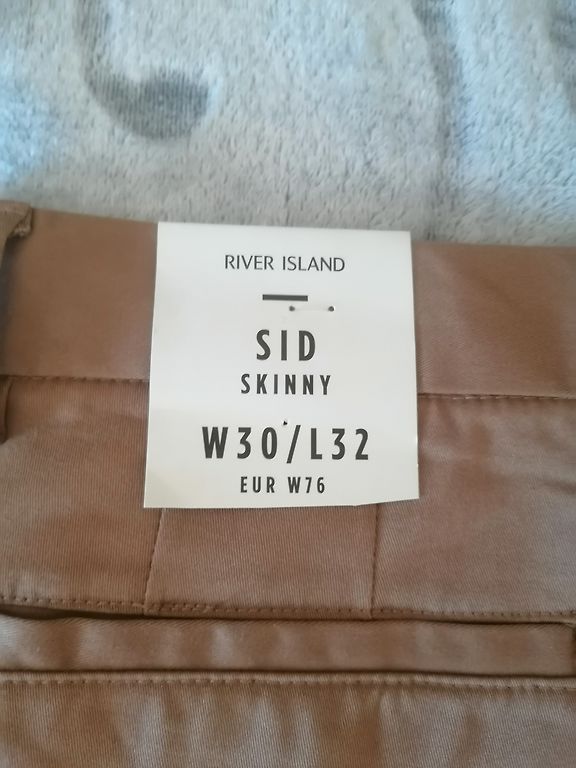 RIVER ISLAND
SID
SKINNY
W30/L32
EUR W76